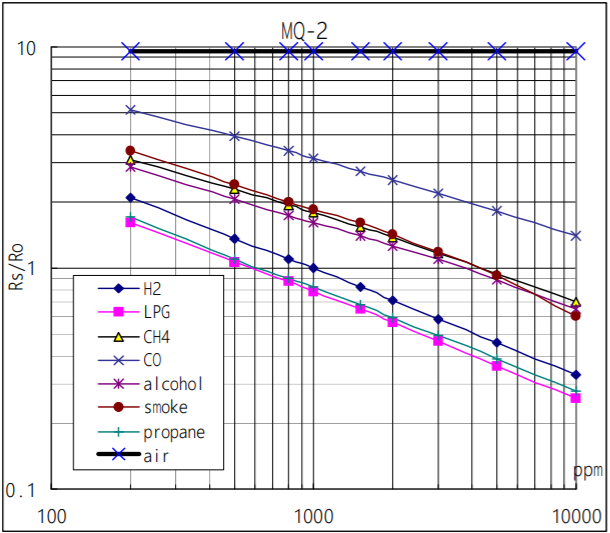 MQ-2
10
Rs/Ro
1
H2
LPG
CH4
CO
alcohol
smoke
propane
air
0.1
ppm
100
1000
10000